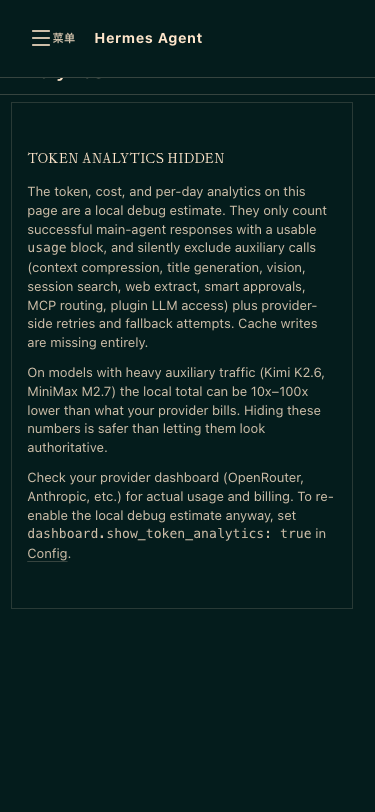 菜单 Hermes Agent
TOKEN ANALYTICS HIDDEN
The token, cost, and per-day analytics on this
page are a local debug estimate. They only count
successful main-agent responses with a usable
usage block, and silently exclude auxiliary calls
(context compression, title generation, vision,
session search, web extract, smart approvals,
MCP routing, plugin LLM access) plus provider-
side retries and fallback attempts. Cache writes
are missing entirely.
On models with heavy auxiliary traffic (Kimi K2.6,
MiniMax M2.7) the local total can be 10x–100x
lower than what your provider bills. Hiding these
numbers is safer than letting them look
authoritative.
Check your provider dashboard (OpenRouter,
Anthropic, etc.) for actual usage and billing. To re-
enable the local debug estimate anyway, set
dashboard.show_token_analytics: true in
Config.